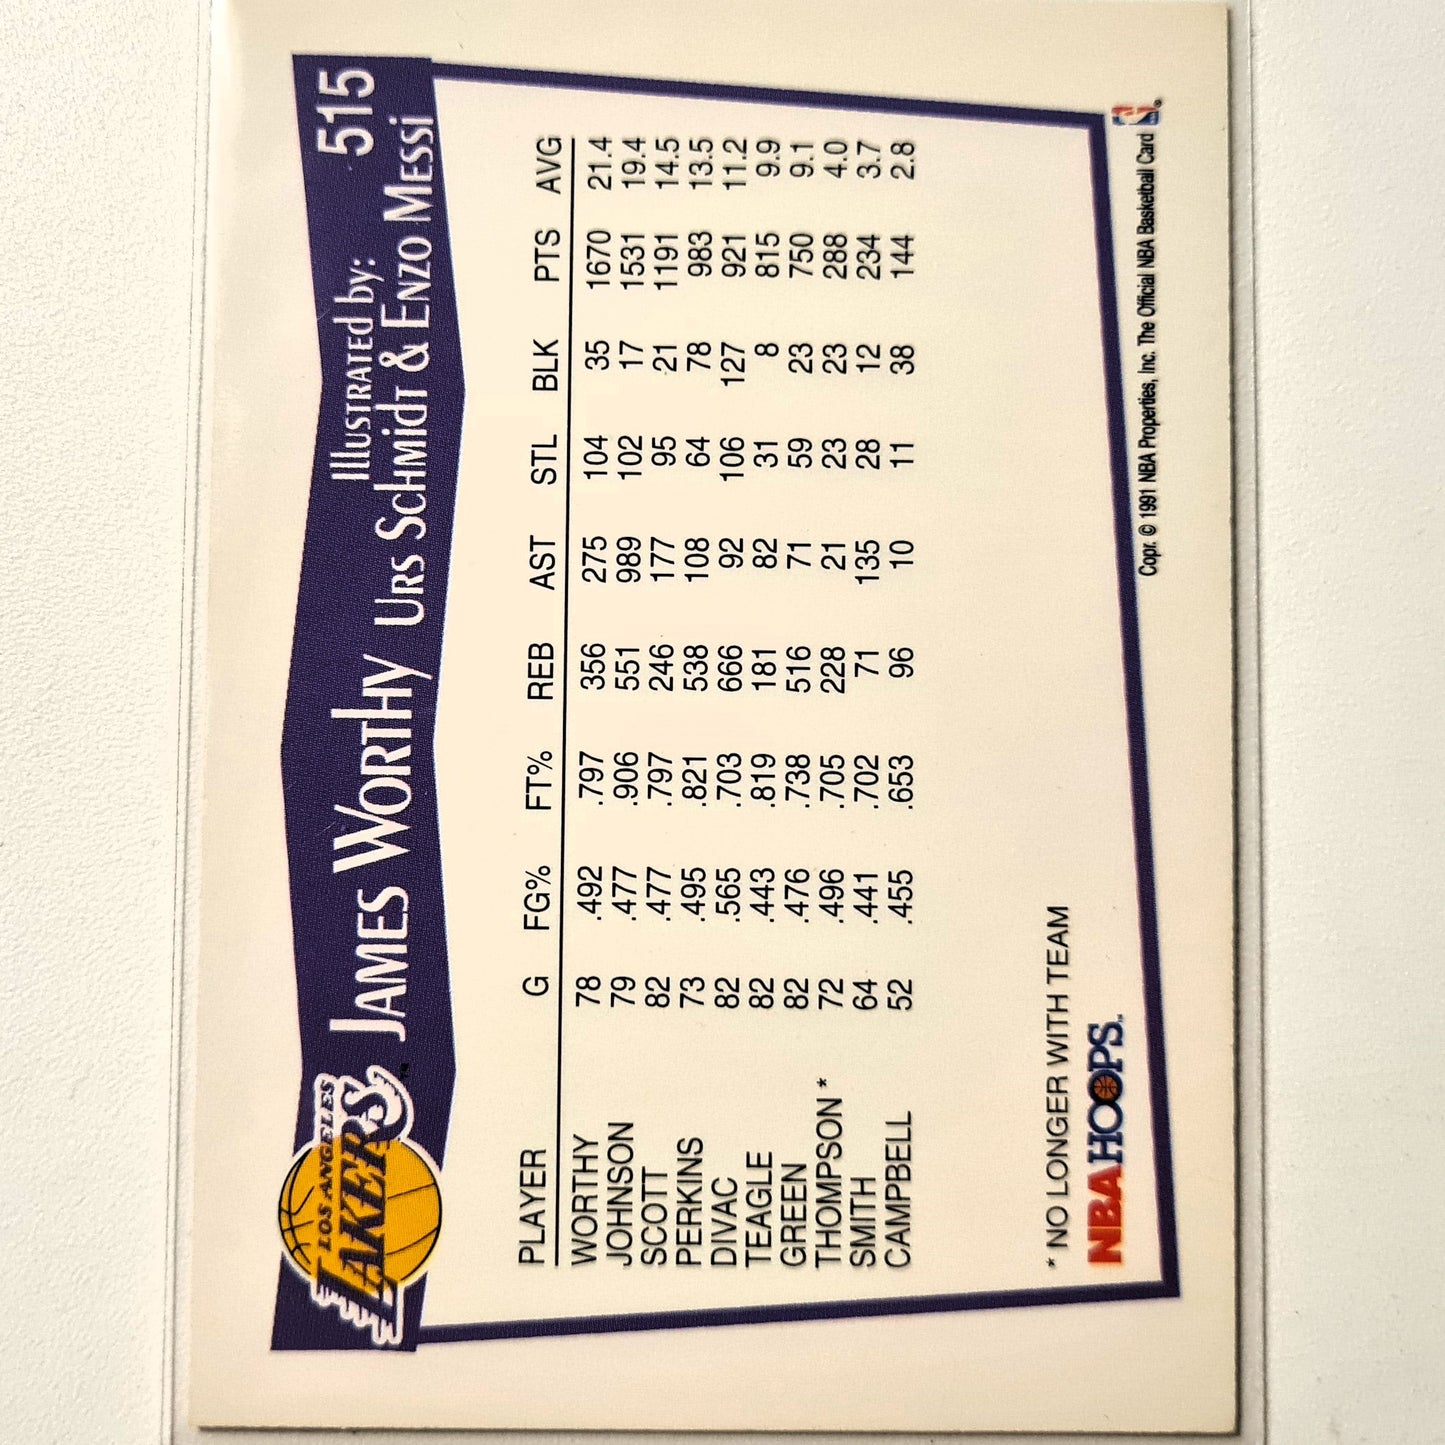 LOS ANGELES
LAKERS™
JAMES WORTHY
Illustrated by: 515
URS SCHMIDT & ENZO MESSI
PLAYER G FG% FT% REB AST STL BLK PTS AVG
WORTHY 78 .492 .797 356 275 104 35 1670 21.4
JOHNSON 79 .477 .906 551 989 102 17 1531 19.4
SCOTT 82 .477 .797 246 177 95 21 1191 14.5
PERKINS 73 .495 .821 538 108 64 78 983 13.5
DIVAC 82 .565 .703 666 92 106 127 921 11.2
TEAGLE 82 .443 .819 181 82 31 8 815 9.9
GREEN 82 .476 .738 516 71 59 23 750 9.1
THOMPSON * 72 .496 .705 228 21 23 23 288 4.0
SMITH 64 .441 .702 71 135 28 12 234 3.7
CAMPBELL 52 .455 .653 96 10 11 38 144 2.8
* NO LONGER WITH TEAM
NBA HOOPS™
Copr. © 1991 NBA Properties, Inc. The Official NBA Basketball Card